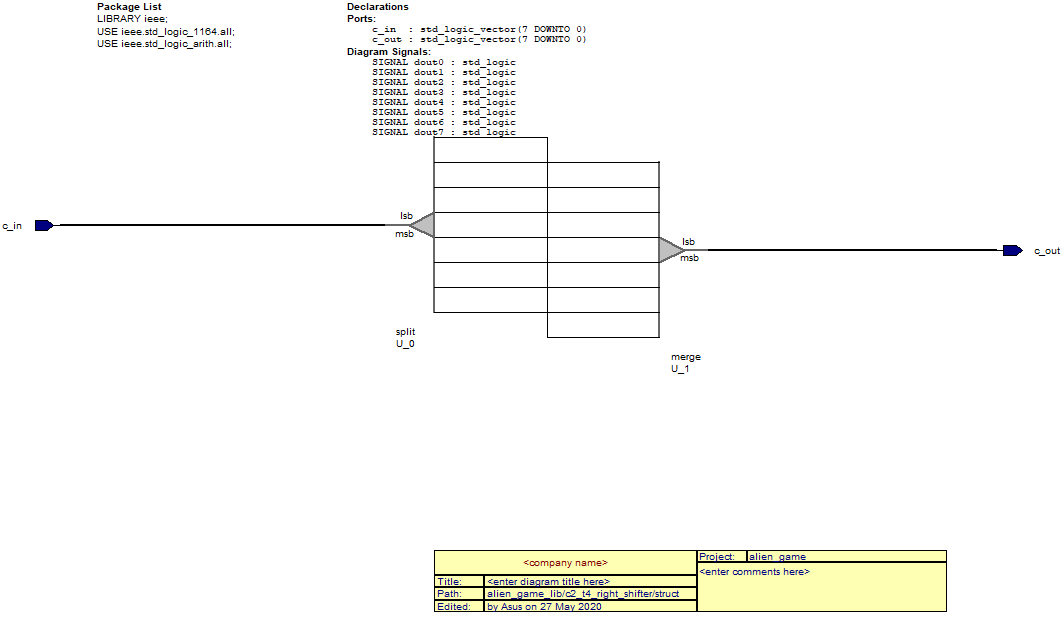 Package List
LIBRARY ieee;
USE ieee.std_logic_1164.all;
USE ieee.std_logic_arith.all;
Declarations
Ports:
c_in  : std_logic_vector(7 DOWNTO 0)
c_out : std_logic_vector(7 DOWNTO 0)
Diagram Signals:
SIGNAL dout0 : std_logic
SIGNAL dout1 : std_logic
SIGNAL dout2 : std_logic
SIGNAL dout3 : std_logic
SIGNAL dout4 : std_logic
SIGNAL dout5 : std_logic
SIGNAL dout6 : std_logic
SIGNAL dout7 : std_logic
c_in
lsb
msb
lsb
msb
c_out
split
U_0
merge
U_1
<company name>
Title: <enter diagram title here>
Path: alien_game_lib/c2_t4_right_shifter/struct
Edited: by Asus on 27 May 2020
Project: alien_game
<enter comments here>